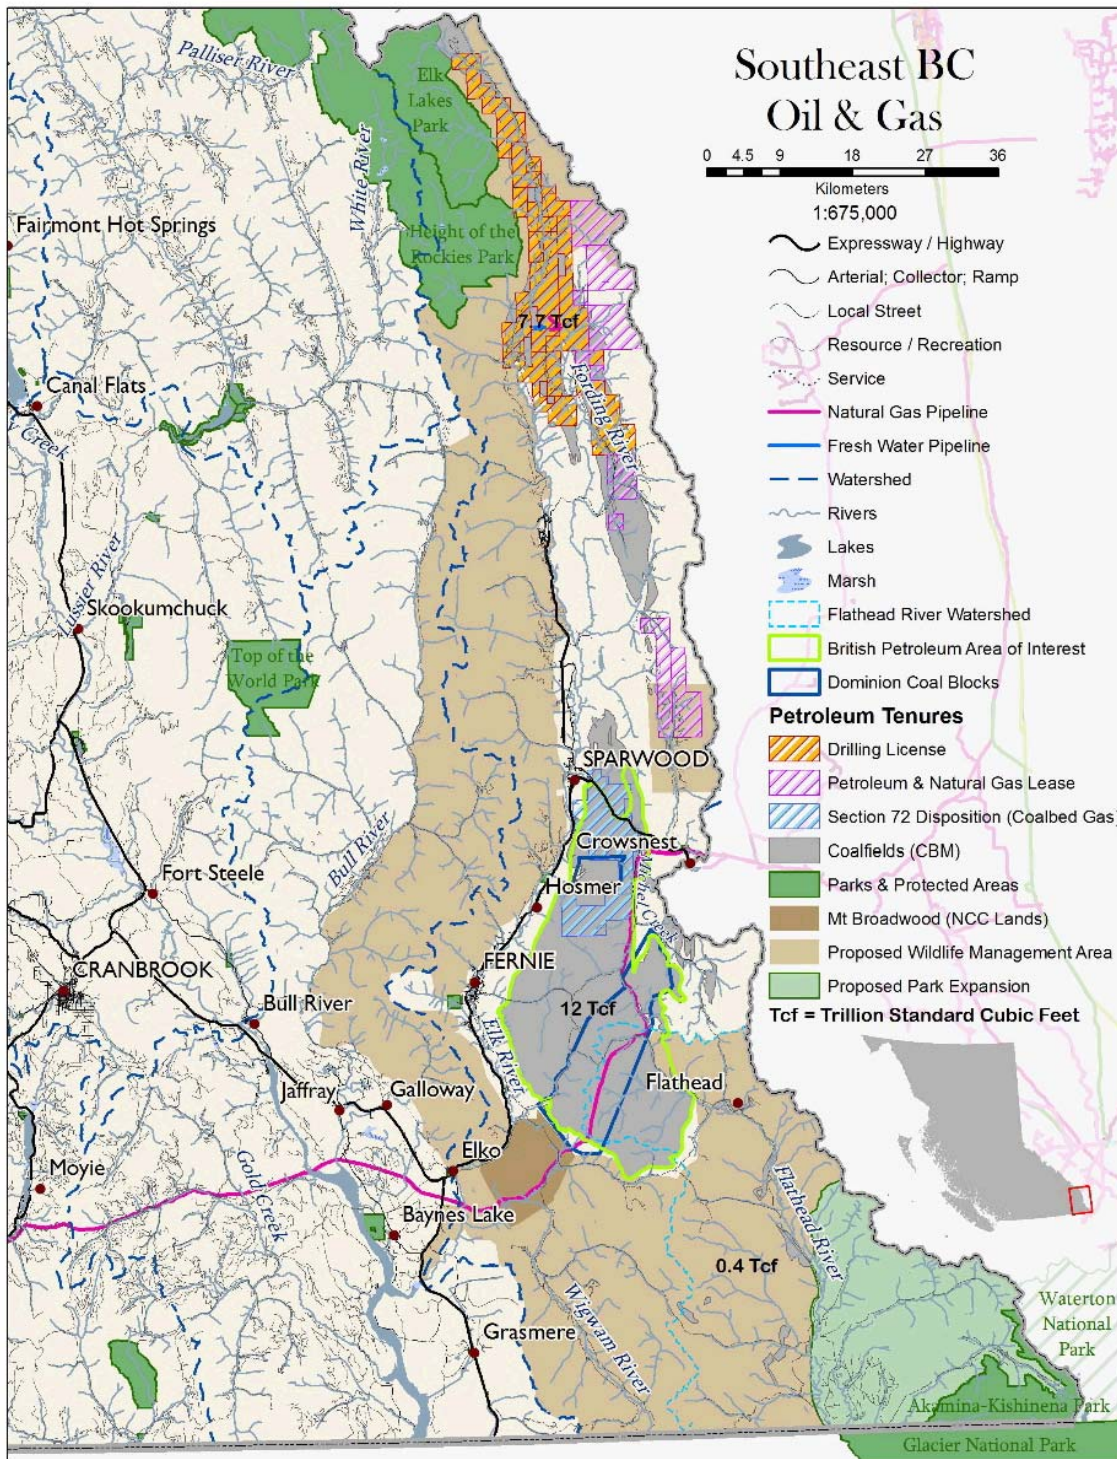 Southeast BC
Oil & Gas
0 4.5 9 18 27 36
Kilometers
1:675,000
Expressway / Highway
Arterial; Collector; Ramp
Local Street
Resource / Recreation
Service
Natural Gas Pipeline
Fresh Water Pipeline
Watershed
Rivers
Lakes
Marsh
Flathead River Watershed
British Petroleum Area of Interest
Dominion Coal Blocks
Petroleum Tenures
Drilling License
Petroleum & Natural Gas Lease
Section 72 Disposition (Coalbed Gas)
Coalfields (CBM)
Parks & Protected Areas
Mt Broadwood (NCC Lands)
Proposed Wildlife Management Area
Proposed Park Expansion
Tcf = Trillion Standard Cubic Feet
Palliser River
Elk
Lakes
Park
White River
Fairmont Hot Springs
Height of the
Rockies Park
7.7 Tcf
Canal Flats
Creek
Fording River
Lussier River
Skookumchuck
Top of the
World Park
SPARWOOD
Crowsnest
Bull River
Michel Creek
Fort Steele
Hosmer
CRANBROOK
FERNIE
Bull River
12 Tcf
Elk River
Flathead
Jaffray
Galloway
Elko
Moyie
Gold Creek
Baynes Lake
Flathead River
0.4 Tcf
Wigwam River
Grasmere
Waterton
National
Park
Akamina-Kishinena Park
Glacier National Park